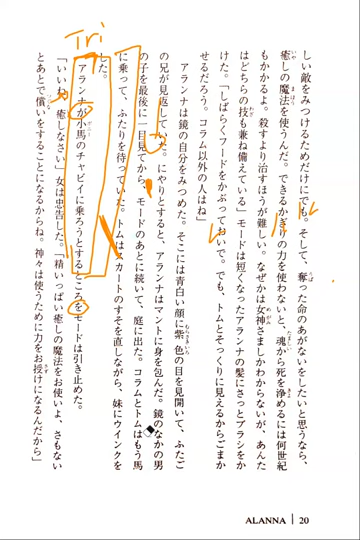 しい敵をみつけるためだけにでも。そして、奪った命のあがないをしたいと思うなら、
癒しの魔法を使うんだ。できるかぎりの力を使わないと、魂から死を浄めるには何世紀
もかかるよ。殺すより治すほうが難しい。なぜかは女神さましかわからないが、あんた
はどちらの技も兼ね備えている」モードは短くなったアランナの髪にさっとブラシをか
けた。「しばらくフードをかぶっておいで。でも、トムとそっくりに見えるからごまか
せるだろう。コラム以外の人はね」
アランナは鏡の自分をみつめた。そこには青白い顔に紫色の目を見開いて、ふたご
の兄が見返していた。にやりとすると、アランナはマントに身を包んだ。鏡のなかの男
の子を最後に一目見てから、モードのあとに続いて、庭に出た。コラムとトムはもう馬
に乗って、ふたりを待っていた。トムはスカートのすそを直しながら、妹にウインクを
した。
アランナが小馬のチャビイに乗ろうとするところをモードは引き止めた。
「いいね、癒しなさい」女は忠告した。「精いっぱい癒しの魔法をお使いよ、さもない
とあとで償いをすることになるからね。神々は使うために力をお授けになるんだから」
Tri
ALANNA | 20